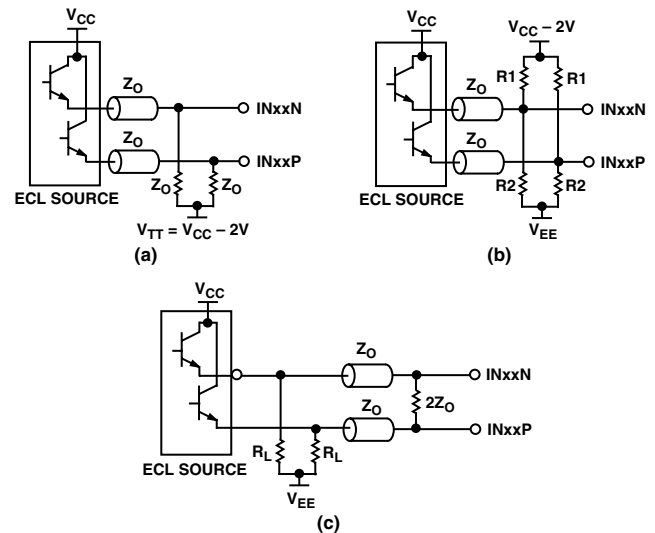 VCC
ZO
INxxN
ZO
INxxP
ZO ZO
ECL SOURCE
VTT = VCC – 2V
(a)
VCC – 2V
VCC
R1 R1
ZO
INxxN
ZO
INxxP
R2 R2
ECL SOURCE
VEE
(b)
VCC
ZO
INxxN
2ZO
ZO
INxxP
RL RL
ECL SOURCE
VEE
(c)